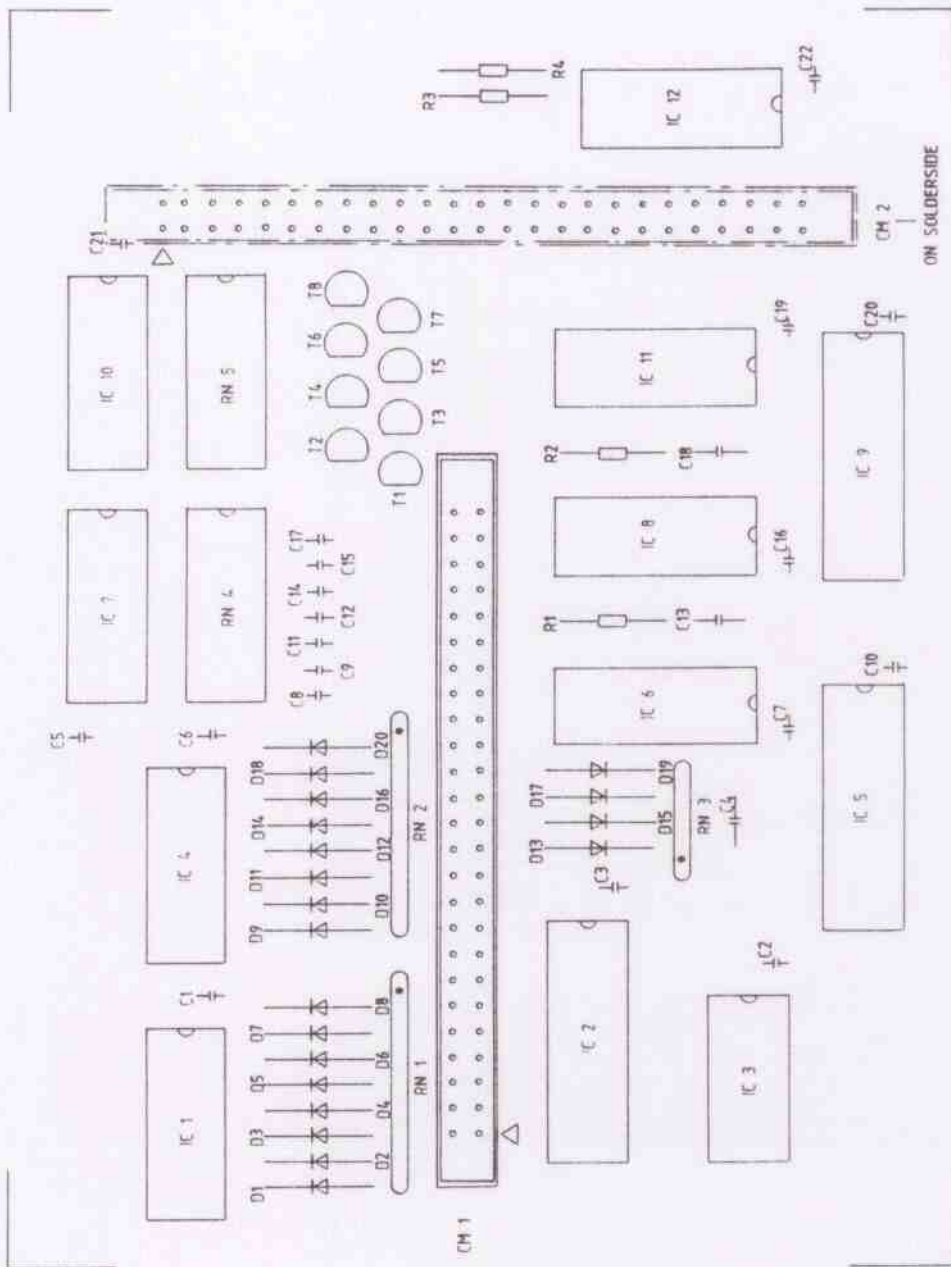 R3
R4
IC 12
C22
C21
CM 2
ON SOLDERSIDE
IC 10
RN 5
T8
T6
T4
T2
T7
T5
T3
T1
IC 11
C19
R2
C18
IC 9
C20
IC 7
RN 4
C17
C15
C14
C12
C11
C9
C8
IC 8
C16
R1
C13
IC 6
C7
C10
C5
C6
IC 4
D20
D18
D16
D14
D12
D11
D10
D9
RN 2
D19
D17
D15
D13
RN 3
C4
C3
IC 5
C1
IC 1
D8
D7
D6
D5
D4
D3
D2
D1
RN 1
IC 2
C2
IC 3
CM 1